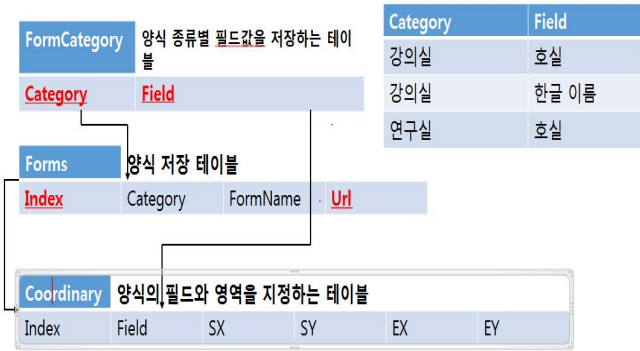 FormCategory
양식 종류별 필드값을 저장하는 테이
블
Category Field
Category Field
강의실 호실
강의실 한글 이름
연구실 호실
Forms
양식 저장 테이블
Index Category FormName Url
Coordinary
양식의 필드와 영역을 지정하는 테이블
Index Field SX SY EX EY